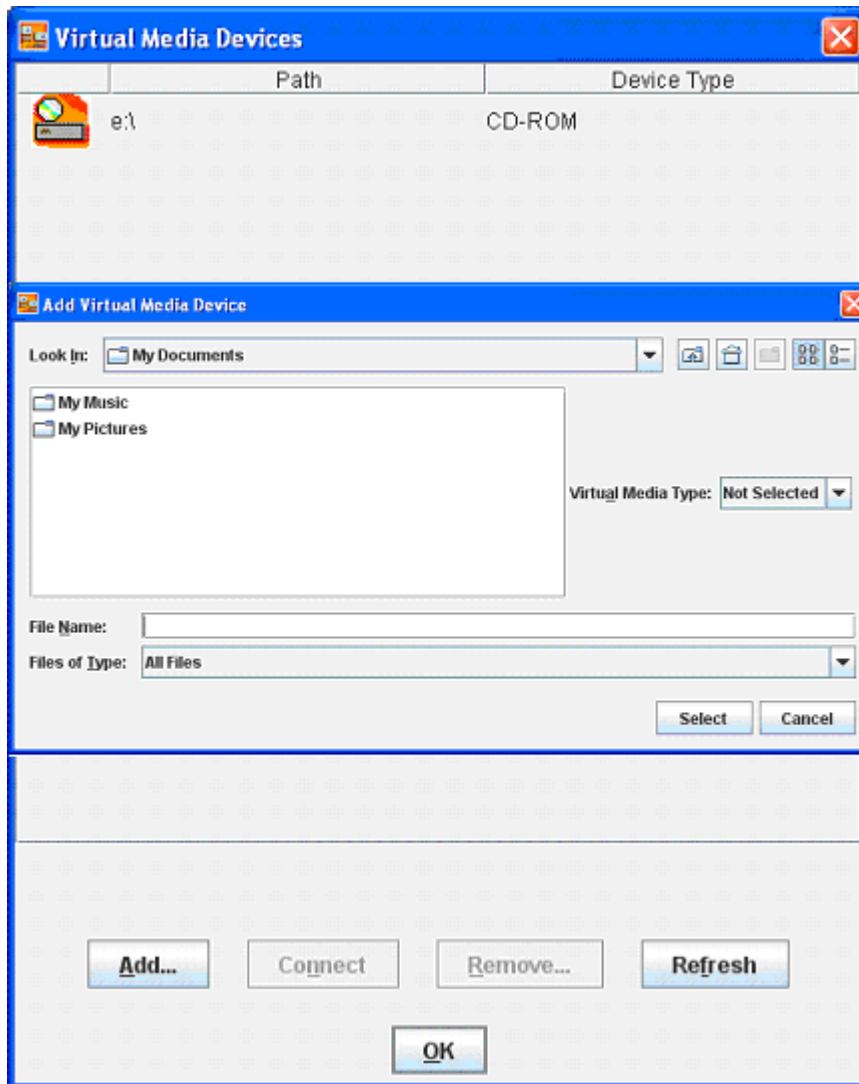 Virtual Media Devices
Path Device Type
e:\ CD-ROM
Add Virtual Media Device
Look In: My Documents
My Music
My Pictures
Virtual Media Type: Not Selected
File Name:
Files of Type: All Files
Select Cancel
Add... Connect Remove... Refresh
OK